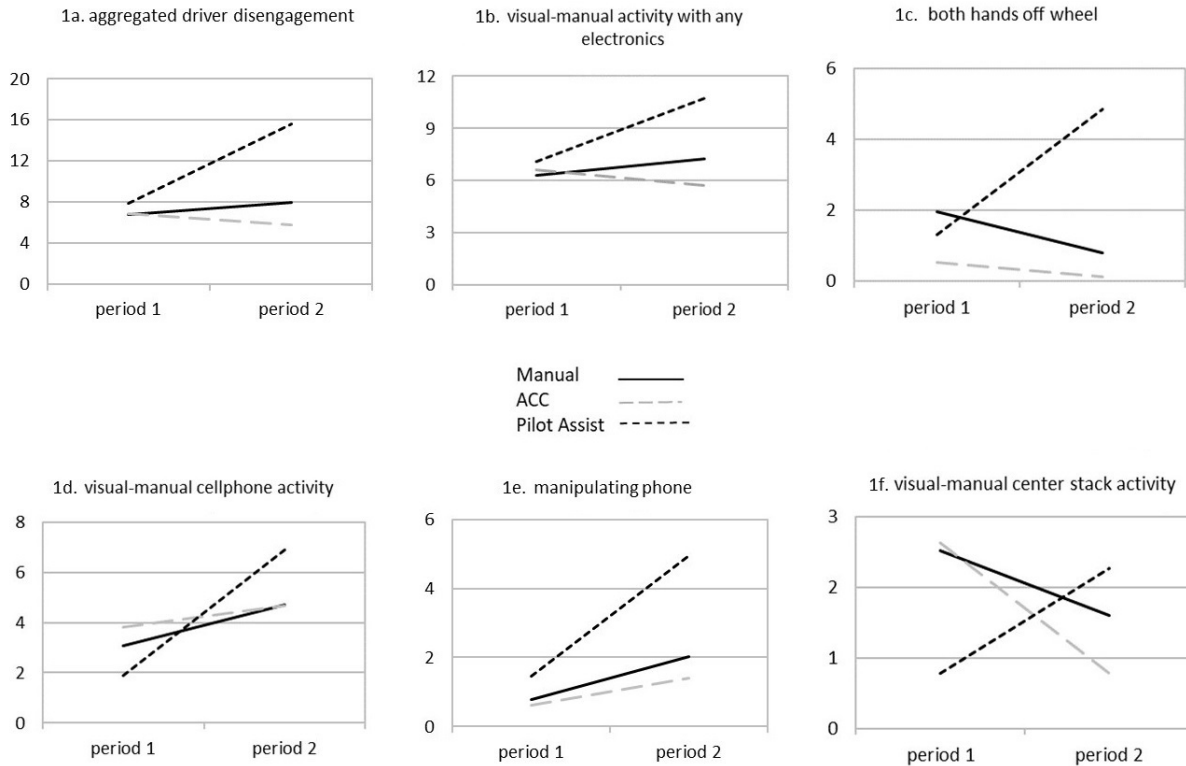 1a. aggregated driver disengagement
20
16
12
8
4
0
period 1
period 2
1b. visual-manual activity with any
electronics
12
9
6
3
0
period 1
period 2
1c. both hands off wheel
6
4
2
0
period 1
period 2
Manual
ACC
Pilot Assist
1d. visual-manual cellphone activity
8
6
4
2
0
period 1
period 2
1e. manipulating phone
6
4
2
0
period 1
period 2
1f. visual-manual center stack activity
3
2
1
0
period 1
period 2